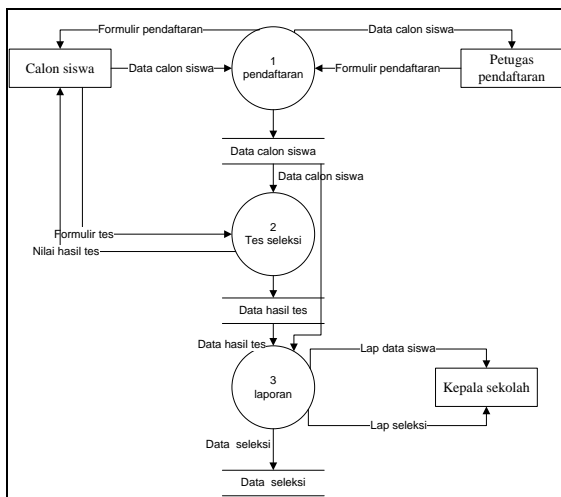 Formulir pendaftaran
Data calon siswa
Calon siswa
Data calon siswa
1
pendaftaran
Formulir pendaftaran
Petugas
pendaftaran
Data calon siswa
Data calon siswa
2
Tes seleksi
Formulir tes
Nilai hasil tes
Data hasil tes
Data hasil tes
3
laporan
Lap data siswa
Kepala sekolah
Lap seleksi
Data seleksi
Data seleksi